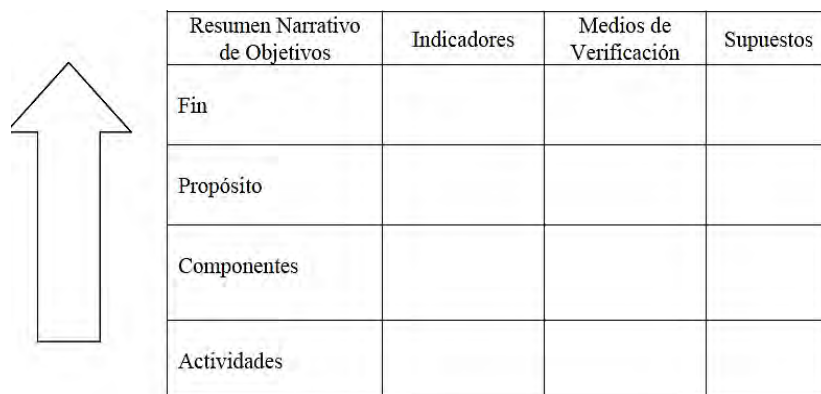 Resumen Narrativo
de Objetivos
Indicadores
Medios de
Verificación
Supuestos
Fin
Propósito
Componentes
Actividades